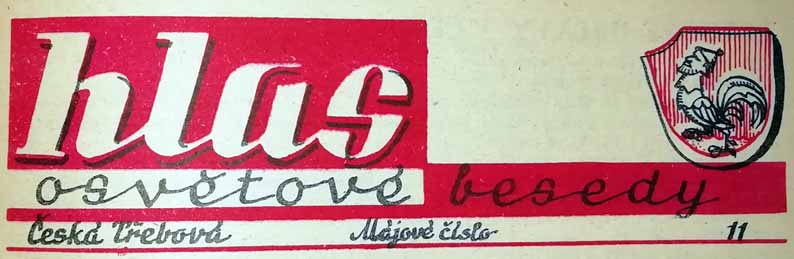 hlas
osvětové besedy
Česká Třebová Májové číslo 11